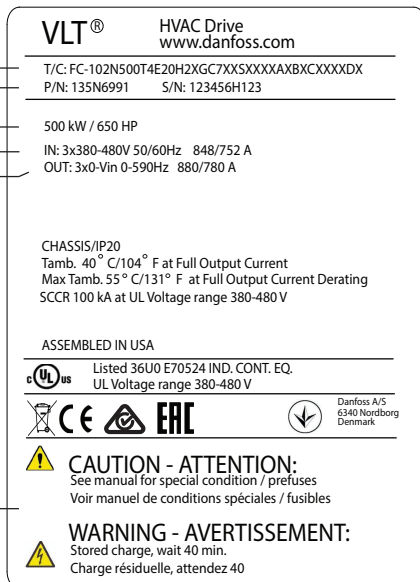 VLT® HVAC Drive
www.danfoss.com
T/C: FC-102N500T4E20H2XGC7XXSXXXXAXBXCXXXXDX
P/N: 135N6991 S/N: 123456H123
500 kW / 650 HP
IN: 3x380-480V 50/60Hz 848/752 A
OUT: 3x0-Vin 0-590Hz 880/780 A
CHASSIS/IP20
Tamb. 40° C/104° F at Full Output Current
Max Tamb. 55° C/131° F at Full Output Current Derating
SCCR 100 kA at UL Voltage range 380-480 V
ASSEMBLED IN USA
c UL us Listed 36U0 E70524 IND. CONT. EQ.
UL Voltage range 380-480 V
CE EAC
Danfoss A/S
6340 Nordborg
Denmark
CAUTION - ATTENTION:
See manual for special condition / prefuses
Voir manuel de conditions spéciales / fusibles
WARNING - AVERTISSEMENT:
Stored charge, wait 40 min.
Charge résiduelle, attendez 40